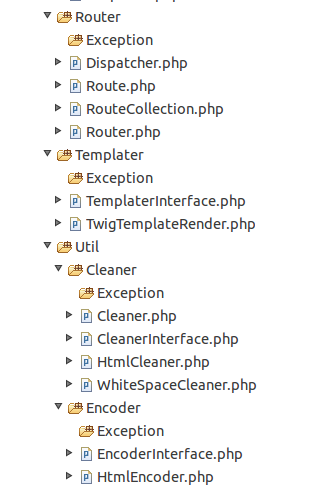 Router
Exception
Dispatcher.php
Route.php
RouteCollection.php
Router.php
Templater
Exception
TemplaterInterface.php
TwigTemplateRender.php
Util
Cleaner
Exception
Cleaner.php
CleanerInterface.php
HtmlCleaner.php
WhiteSpaceCleaner.php
Encoder
Exception
EncoderInterface.php
HtmlEncoder.php